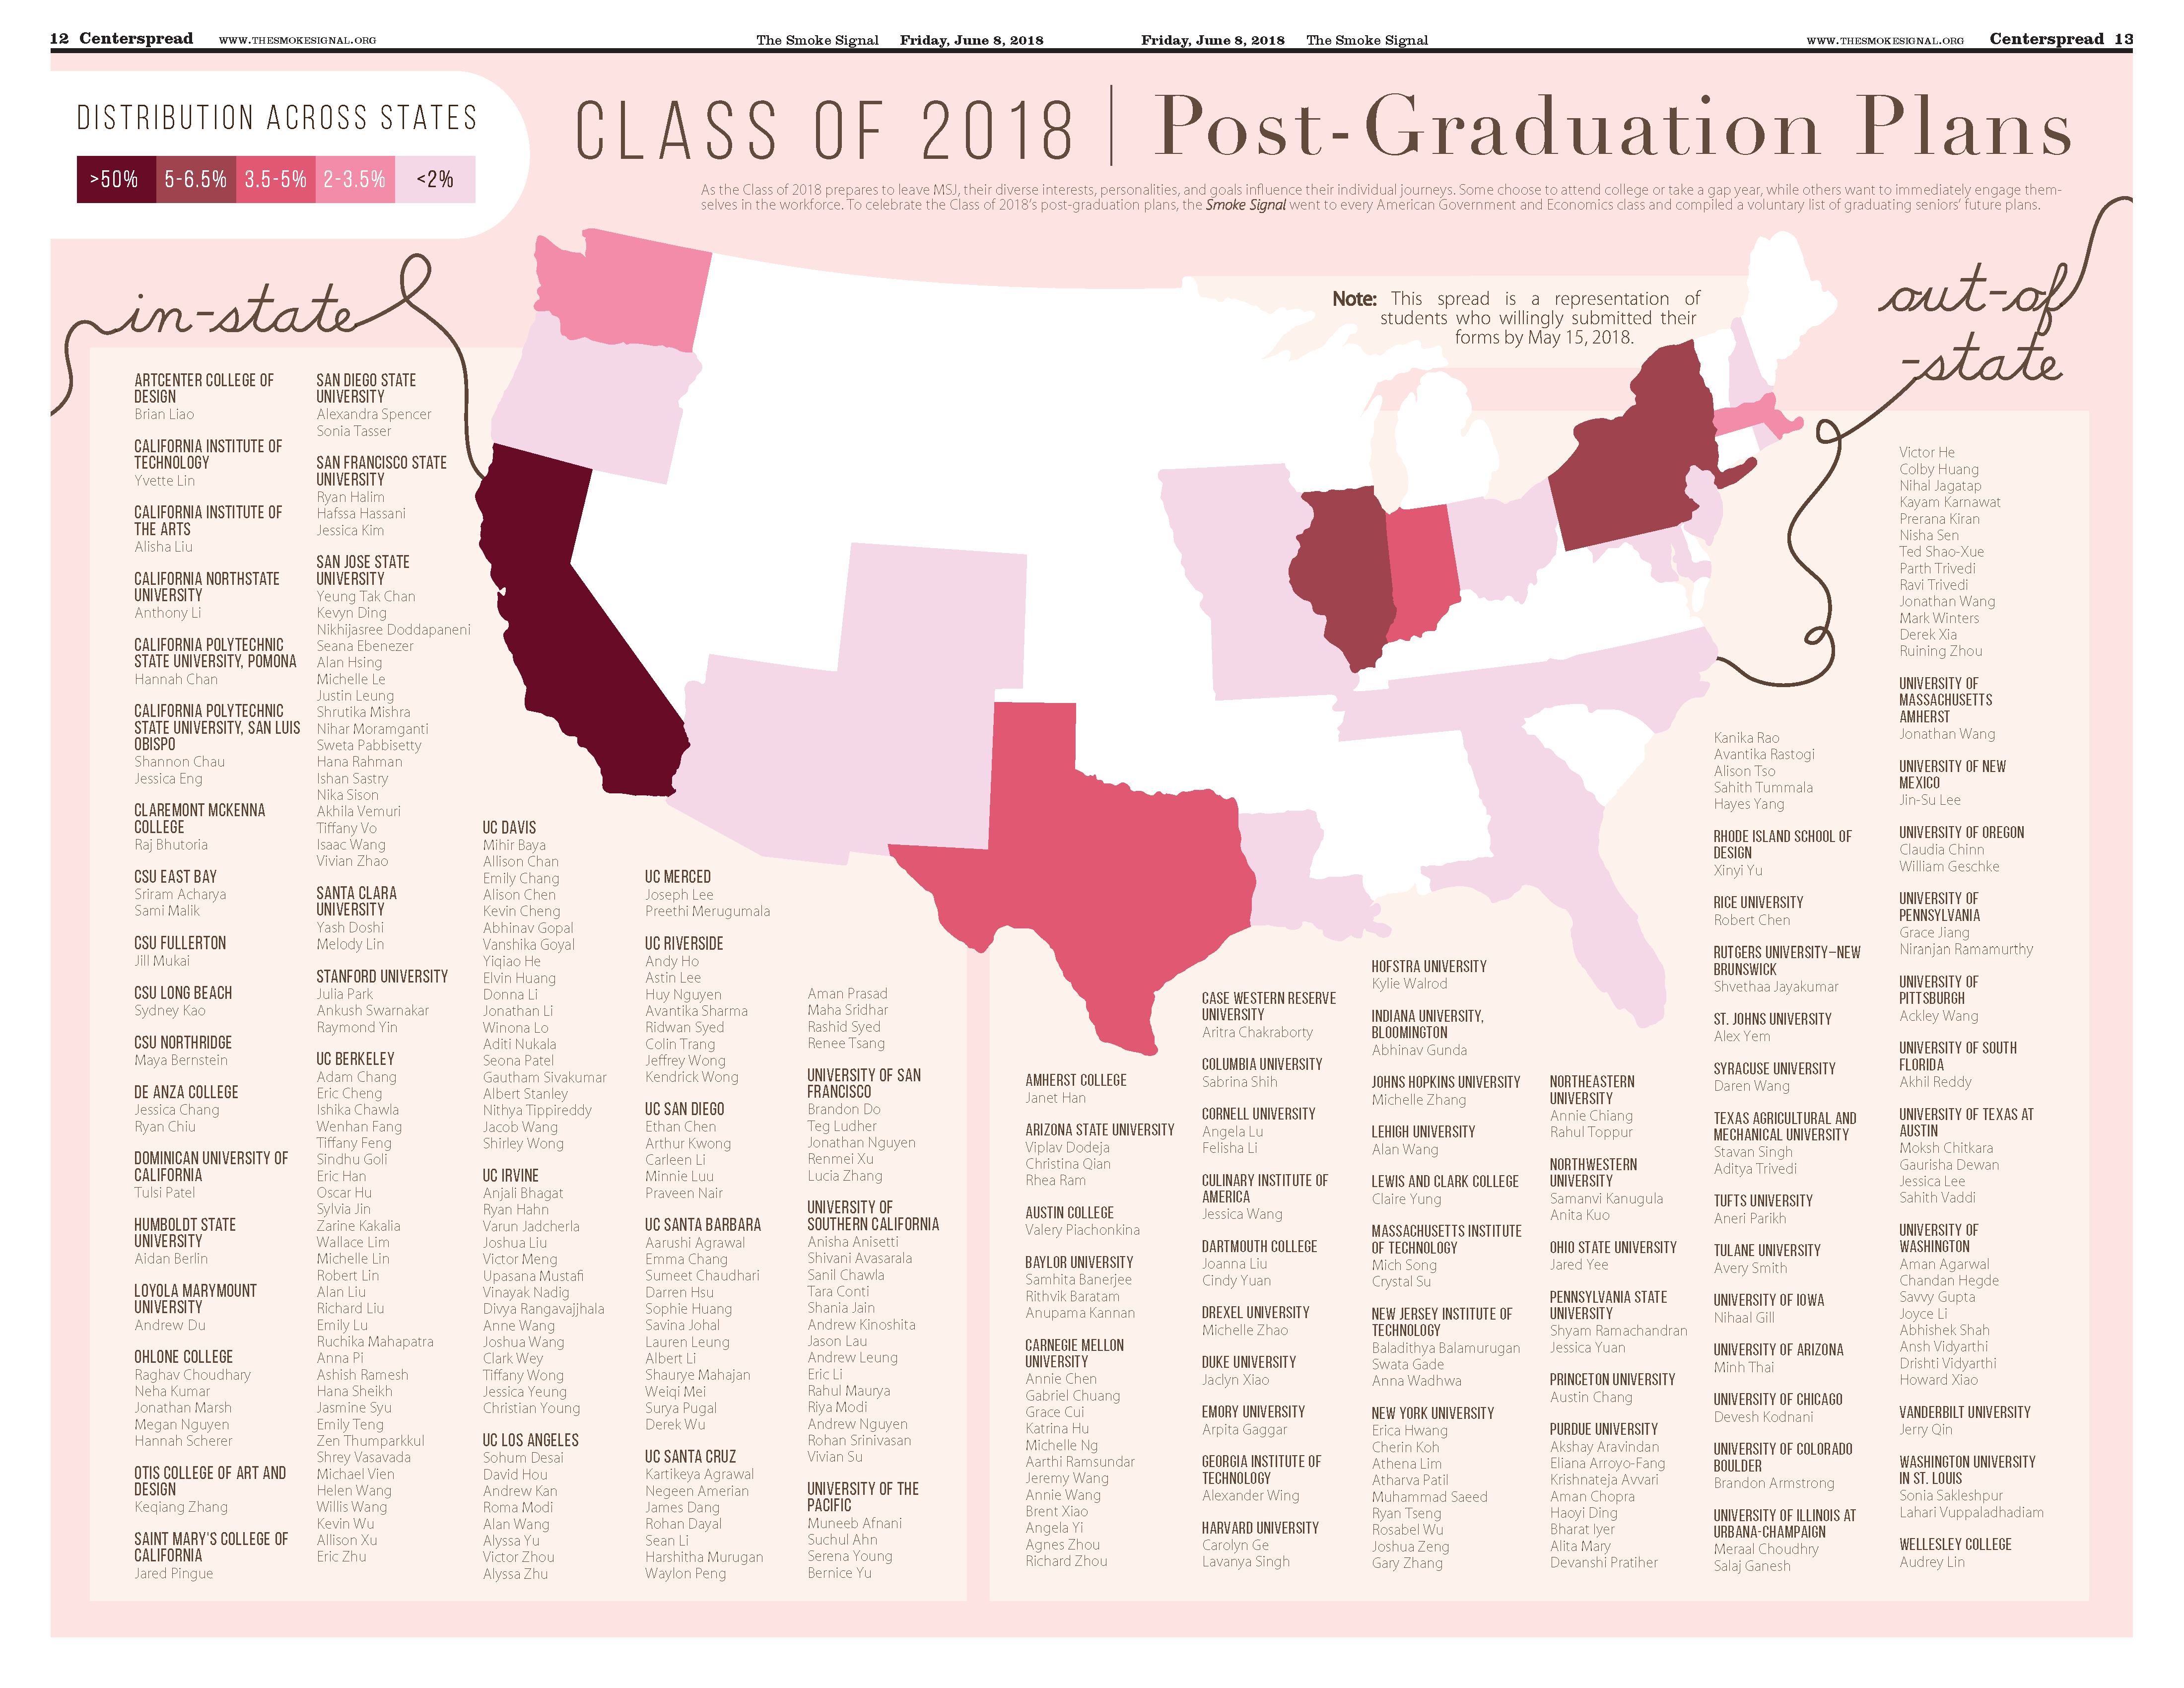 12 Centerspread WWW.THESMOKESIGNAL.ORG The Smoke Signal Friday, June 8, 2018
Friday, June 8, 2018 The Smoke Signal WWW.THESMOKESIGNAL.ORG Centerspread 13
DISTRIBUTION ACROSS STATES
>50% 5-6.5% 3.5-5% 2-3.5% <2%
CLASS OF 2018 | Post-Graduation Plans
As the Class of 2018 prepares to leave MSJ, their diverse interests, personalities, and goals influence their individual journeys. Some choose to attend college or take a gap year, while others want to immediately engage them-
selves in the workforce. To celebrate the Class of 2018's post-graduation plans, the Smoke Signal went to every American Government and Economics class and compiled a voluntary list of graduating seniors' future plans.
Note: This spread is a representation of
students who willingly submitted their
forms by May 15, 2018.
in-state
ARTCENTER COLLEGE OF
DESIGN
Brian Liao
CALIFORNIA INSTITUTE OF
TECHNOLOGY
Yvette Lin
CALIFORNIA INSTITUTE OF
THE ARTS
Alisha Liu
CALIFORNIA NORTHSTATE
UNIVERSITY
Anthony Li
CALIFORNIA POLYTECHNIC
STATE UNIVERSITY, POMONA
Hannah Chan
CALIFORNIA POLYTECHNIC
STATE UNIVERSITY, SAN LUIS
OBISPO
Shannon Chau
Jessica Eng
CLAREMONT MCKENNA
COLLEGE
Raj Bhutoria
CSU EAST BAY
Sriram Acharya
Sami Malik
CSU FULLERTON
Jill Mukai
CSU LONG BEACH
Sydney Kao
CSU NORTHRIDGE
Maya Bernstein
DE ANZA COLLEGE
Jessica Chang
Ryan Chiu
DOMINICAN UNIVERSITY OF
CALIFORNIA
Tulsi Patel
HUMBOLDT STATE
UNIVERSITY
Aidan Berlin
LOYOLA MARYMOUNT
UNIVERSITY
Andrew Du
OHLONE COLLEGE
Raghav Choudhary
Neha Kumar
Jonathan Marsh
Megan Nguyen
Hannah Scherer
OTIS COLLEGE OF ART AND
DESIGN
Keqiang Zhang
SAINT MARY'S COLLEGE OF
CALIFORNIA
Jared Pingue
SAN DIEGO STATE
UNIVERSITY
Alexandra Spencer
Sonia Tasser
SAN FRANCISCO STATE
UNIVERSITY
Ryan Halim
Hafssa Hassani
Jessica Kim
SAN JOSE STATE
UNIVERSITY
Yeung Tak Chan
Kevyn Ding
Nikhijasree Doddapaneni
Seana Ebenezer
Alan Hsing
Michelle Le
Justin Leung
Shrutika Mishra
Nihar Moramganti
Sweta Pabbisetty
Hana Rahman
Ishan Sastry
Nika Sison
Akhila Vemuri
Tiffany Vo
Isaac Wang
Vivian Zhao
SANTA CLARA
UNIVERSITY
Yash Doshi
Melody Lin
STANFORD UNIVERSITY
Julia Park
Ankush Swarnakar
Raymond Yin
UC BERKELEY
Adam Chang
Eric Cheng
Ishika Chawla
Wenhan Fang
Tiffany Feng
Sindhu Goli
Eric Han
Oscar Hu
Sylvia Jin
Zarine Kakalia
Wallace Lim
Michelle Lin
Robert Lin
Alan Liu
Richard Liu
Emily Lu
Ruchika Mahapatra
Anna Pi
Ashish Ramesh
Hana Sheikh
Jasmine Syu
Emily Teng
Zen Thumparkkul
Shrey Vasavada
Michael Vien
Helen Wang
Willis Wang
Kevin Wu
Allison Xu
Eric Zhu
UC DAVIS
Mihir Baya
Allison Chan
Emily Chang
Alison Chen
Kevin Cheng
Abhinav Gopal
Vanshika Goyal
Yiqiao He
Elvin Huang
Donna Li
Jonathan Li
Winona Lo
Aditi Nukala
Seona Patel
Gautham Sivakumar
Albert Stanley
Nithya Tippireddy
Jacob Wang
Shirley Wong
UC IRVINE
Anjali Bhagat
Ryan Hahn
Varun Jadcherla
Joshua Liu
Victor Meng
Upasana Mustafi
Vinayak Nadig
Divya Rangavajjhala
Anne Wang
Joshua Wang
Clark Wey
Tiffany Wong
Jessica Yeung
Christian Young
UC LOS ANGELES
Sohum Desai
David Hou
Andrew Kan
Roma Modi
Alan Wang
Alyssa Yu
Victor Zhou
Alyssa Zhu
UC MERCED
Joseph Lee
Preethi Merugumala
UC RIVERSIDE
Andy Ho
Astin Lee
Huy Nguyen
Avantika Sharma
Ridwan Syed
Colin Trang
Jeffrey Wong
Kendrick Wong
UC SAN DIEGO
Ethan Chen
Arthur Kwong
Carleen Li
Minnie Luu
Praveen Nair
UC SANTA BARBARA
Aarushi Agrawal
Emma Chang
Sumeet Chaudhari
Darren Hsu
Sophie Huang
Savina Johal
Lauren Leung
Albert Li
Shaurye Mahajan
Weiqi Mei
Surya Pugal
Derek Wu
UC SANTA CRUZ
Kartikeya Agrawal
Negeen Amerian
James Dang
Rohan Dayal
Sean Li
Harshitha Murugan
Waylon Peng
Aman Prasad
Maha Sridhar
Rashid Syed
Renee Tsang
UNIVERSITY OF SAN
FRANCISCO
Brandon Do
Teg Ludher
Jonathan Nguyen
Renmei Xu
Lucia Zhang
UNIVERSITY OF
SOUTHERN CALIFORNIA
Anisha Anisetti
Shivani Avasarala
Sanil Chawla
Tara Conti
Shania Jain
Andrew Kinoshita
Jason Lau
Andrew Leung
Eric Li
Rahul Maurya
Riya Modi
Andrew Nguyen
Rohan Srinivasan
Vivian Su
UNIVERSITY OF THE
PACIFIC
Muneeb Afnani
Suchul Ahn
Serena Young
Bernice Yu
out-of
-state
AMHERST COLLEGE
Janet Han
ARIZONA STATE UNIVERSITY
Viplav Dodeja
Christina Qian
Rhea Ram
AUSTIN COLLEGE
Valery Piachonkina
BAYLOR UNIVERSITY
Samhita Banerjee
Rithvik Baratam
Anupama Kannan
CARNEGIE MELLON
UNIVERSITY
Annie Chen
Gabriel Chuang
Grace Cui
Katrina Hu
Michelle Ng
Aarthi Ramsundar
Jeremy Wang
Annie Wang
Brent Xiao
Angela Yi
Agnes Zhou
Richard Zhou
CASE WESTERN RESERVE
UNIVERSITY
Aritra Chakraborty
COLUMBIA UNIVERSITY
Sabrina Shih
CORNELL UNIVERSITY
Angela Lu
Felisha Li
CULINARY INSTITUTE OF
AMERICA
Jessica Wang
DARTMOUTH COLLEGE
Joanna Liu
Cindy Yuan
DREXEL UNIVERSITY
Michelle Zhao
DUKE UNIVERSITY
Jaclyn Xiao
EMORY UNIVERSITY
Arpita Gaggar
GEORGIA INSTITUTE OF
TECHNOLOGY
Alexander Wing
HARVARD UNIVERSITY
Carolyn Ge
Lavanya Singh
HOFSTRA UNIVERSITY
Kylie Walrod
INDIANA UNIVERSITY,
BLOOMINGTON
Abhinav Gunda
JOHNS HOPKINS UNIVERSITY
Michelle Zhang
LEHIGH UNIVERSITY
Alan Wang
LEWIS AND CLARK COLLEGE
Claire Yung
MASSACHUSETTS INSTITUTE
OF TECHNOLOGY
Mich Song
Crystal Su
NEW JERSEY INSTITUTE OF
TECHNOLOGY
Baladithya Balamurugan
Swata Gade
Anna Wadhwa
NEW YORK UNIVERSITY
Erica Hwang
Cherin Koh
Athena Lim
Atharva Patil
Muhammad Saeed
Ryan Tseng
Rosabel Wu
Joshua Zeng
Gary Zhang
NORTHEASTERN
UNIVERSITY
Annie Chiang
Rahul Toppur
NORTHWESTERN
UNIVERSITY
Samanvi Kanugula
Anita Kuo
OHIO STATE UNIVERSITY
Jared Yee
PENNSYLVANIA STATE
UNIVERSITY
Shyam Ramachandran
Jessica Yuan
PRINCETON UNIVERSITY
Austin Chang
PURDUE UNIVERSITY
Akshay Aravindan
Eliana Arroyo-Fang
Krishnateja Avvari
Aman Chopra
Haoyi Ding
Bharat Iyer
Alita Mary
Devanshi Pratiher
Kanika Rao
Avantika Rastogi
Alison Tso
Sahith Tummala
Hayes Yang
RHODE ISLAND SCHOOL OF
DESIGN
Xinyi Yu
RICE UNIVERSITY
Robert Chen
RUTGERS UNIVERSITY–NEW
BRUNSWICK
Shvethaa Jayakumar
ST. JOHNS UNIVERSITY
Alex Yem
SYRACUSE UNIVERSITY
Daren Wang
TEXAS AGRICULTURAL AND
MECHANICAL UNIVERSITY
Stavan Singh
Aditya Trivedi
TUFTS UNIVERSITY
Aneri Parikh
TULANE UNIVERSITY
Avery Smith
UNIVERSITY OF IOWA
Nihaal Gill
UNIVERSITY OF ARIZONA
Minh Thai
UNIVERSITY OF CHICAGO
Devesh Kodnani
UNIVERSITY OF COLORADO
BOULDER
Brandon Armstrong
UNIVERSITY OF ILLINOIS AT
URBANA-CHAMPAIGN
Meraal Choudhry
Salaj Ganesh
Victor He
Colby Huang
Nihal Jagatap
Kayam Karnawat
Prerana Kiran
Nisha Sen
Ted Shao-Xue
Parth Trivedi
Ravi Trivedi
Jonathan Wang
Mark Winters
Derek Xia
Ruining Zhou
UNIVERSITY OF
MASSACHUSETTS
AMHERST
Jonathan Wang
UNIVERSITY OF NEW
MEXICO
Jin-Su Lee
UNIVERSITY OF OREGON
Claudia Chinn
William Geschke
UNIVERSITY OF
PENNSYLVANIA
Grace Jiang
Niranjan Ramamurthy
UNIVERSITY OF
PITTSBURGH
Ackley Wang
UNIVERSITY OF SOUTH
FLORIDA
Akhil Reddy
UNIVERSITY OF TEXAS AT
AUSTIN
Moksh Chitkara
Gaurisha Dewan
Jessica Lee
Sahith Vaddi
UNIVERSITY OF
WASHINGTON
Aman Agarwal
Chandan Hegde
Savvy Gupta
Joyce Li
Abhishek Shah
Ansh Vidyarthi
Drishti Vidyarthi
Howard Xiao
VANDERBILT UNIVERSITY
Jerry Qin
WASHINGTON UNIVERSITY
IN ST. LOUIS
Sonia Sakleshpur
Lahari Vuppaladhadiam
WELLESLEY COLLEGE
Audrey Lin